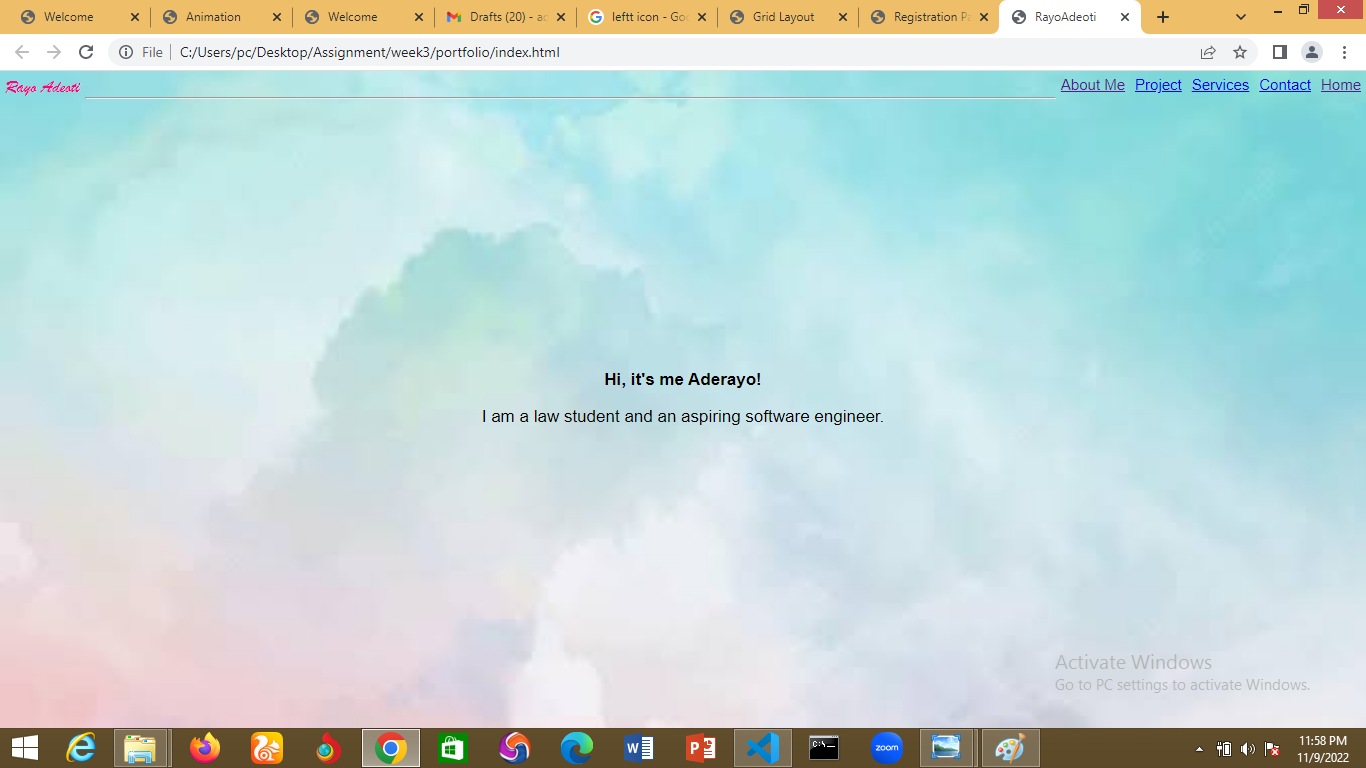 Welcome
Animation
Welcome
Drafts (20) - ac
leftt icon - Goo
Grid Layout
Registration Pa
RayoAdeoti
File
C:/Users/pc/Desktop/Assignment/week3/portfolio/index.html
Rayo Adeoti
About Me Project Services Contact Home
Hi, it's me Aderayo!
I am a law student and an aspiring software engineer.
Activate Windows
Go to PC settings to activate Windows.
zoom
11:58 PM
11/9/2022